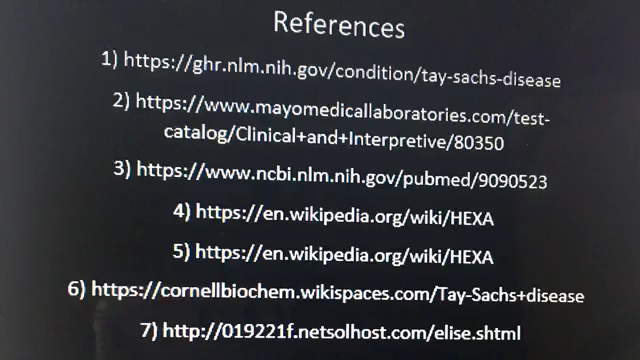 References
1) https://ghr.nlm.nih.gov/condition/tay-sachs-disease
2) https://www.mayomedicallaboratories.com/test-
catalog/Clinical+and+Interpretive/80350
3) https://www.ncbi.nlm.nih.gov/pubmed/9090523
4) https://en.wikipedia.org/wiki/HEXA
5) https://en.wikipedia.org/wiki/HEXA
6) https://cornellbiochem.wikispaces.com/Tay-Sachs+disease
7) http://019221f.netsolhost.com/elise.shtml